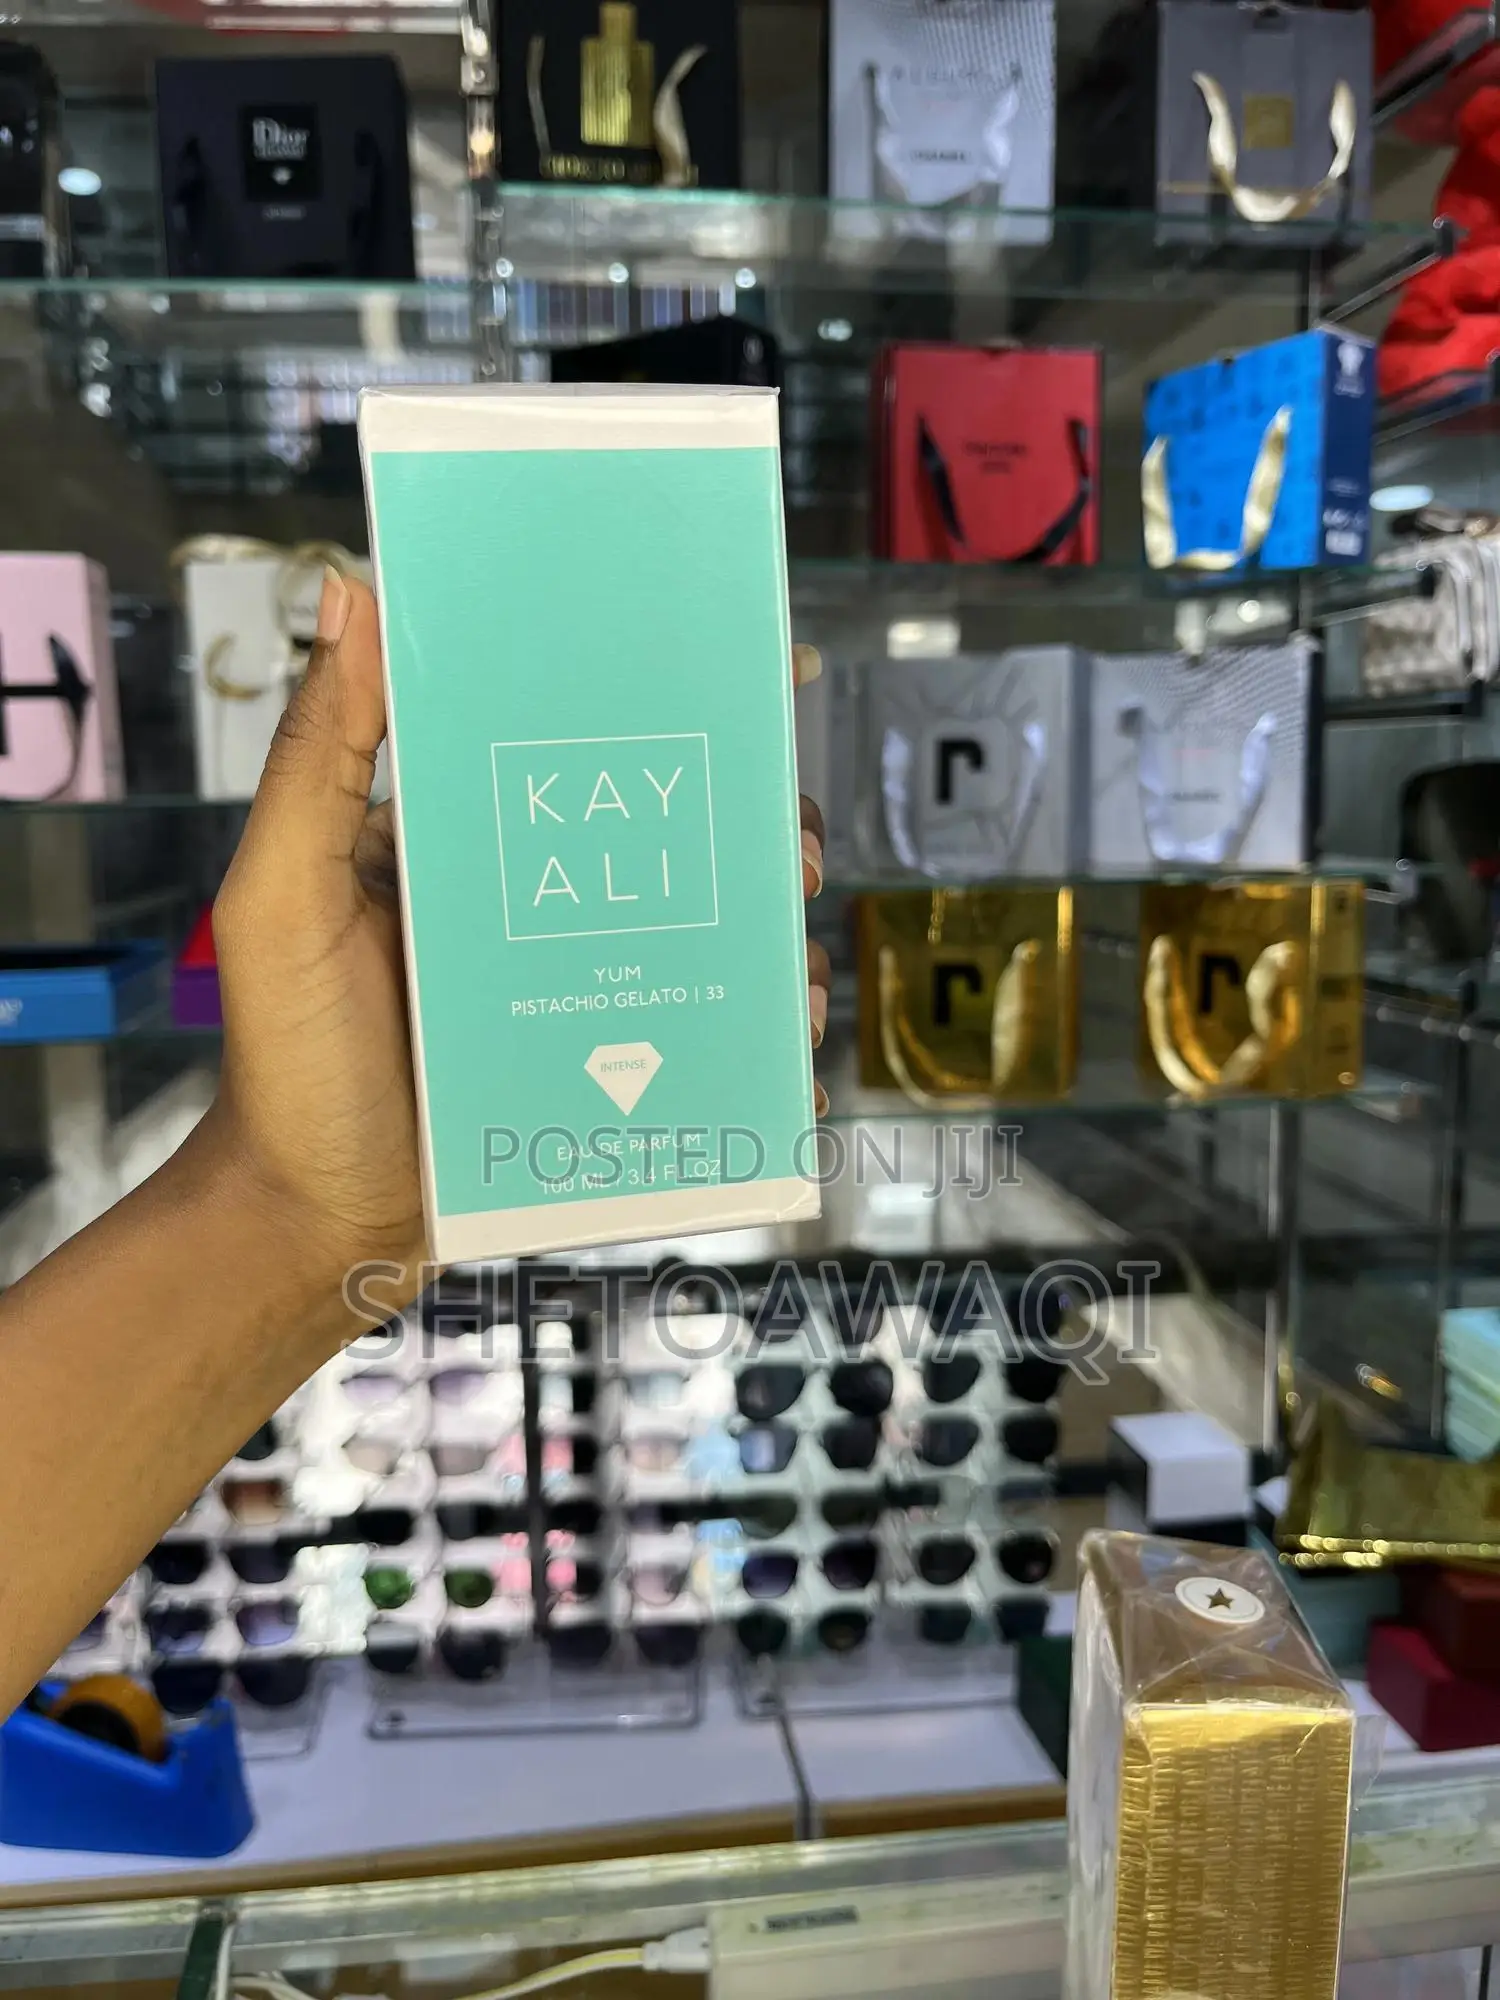 Dior
KAY
ALI
YUM
PISTACHIO GELATO | 33
INTENSE
EAU DE PARFUM
100 ML / 3.4 FL.OZ
POSTED ON JIJI
SHETOAWAQI